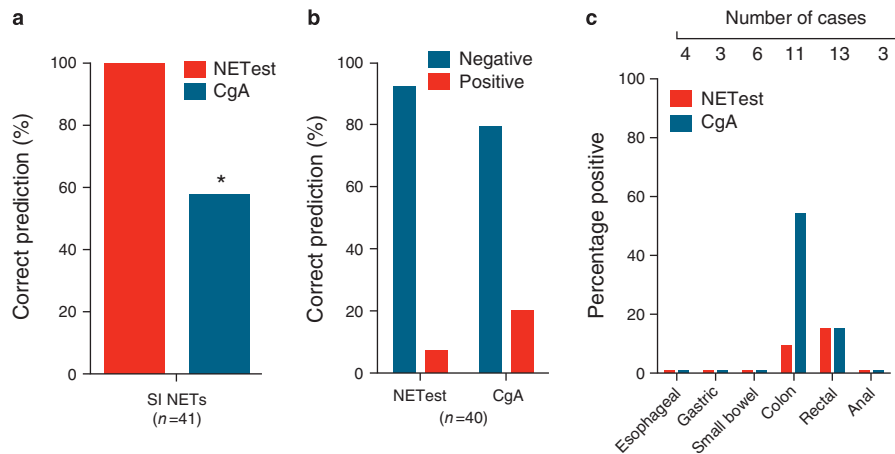 a
100
80
60
40
20
0
Correct prediction (%)
NETest
CgA
*
SI NETs
(n=41)
b
100
80
60
40
20
0
Correct prediction (%)
Negative
Positive
NETest CgA
(n=40)
c
Number of cases
4 3 6 11 13 3
100
80
60
40
20
0
Percentage positive
NETest
CgA
Esophageal
Gastric
Small bowel
Colon
Rectal
Anal